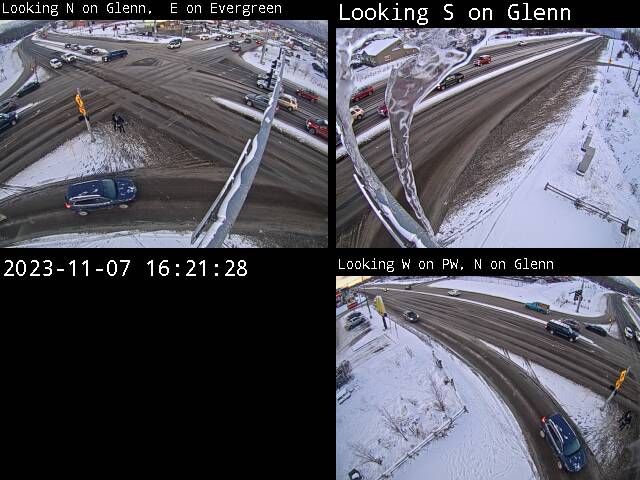 Looking N on Glenn,  E on Evergreen
Looking S on Glenn
2023-11-07 16:21:28
Looking W on PW, N on Glenn